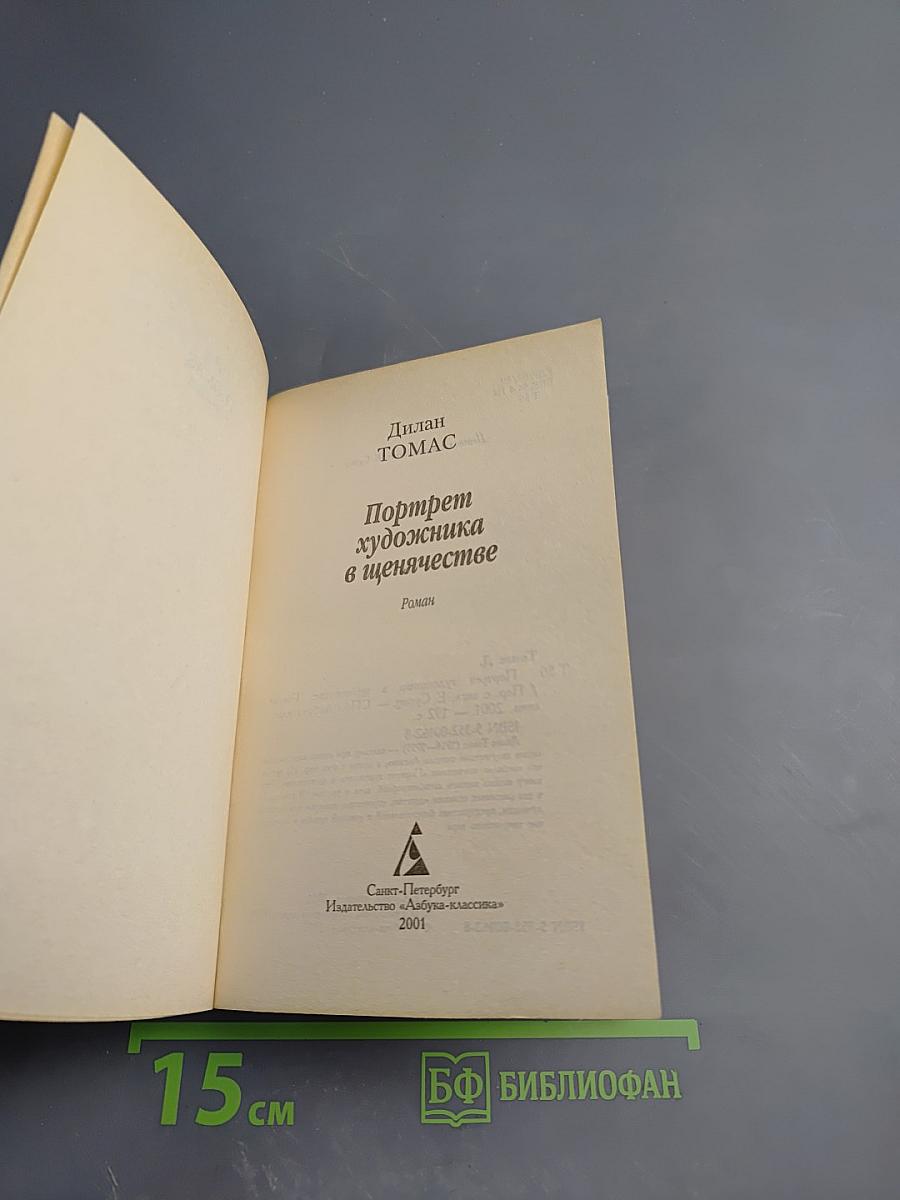 Дилан
ТОМАС
Портрет
художника
в щенячестве
Роман
Санкт-Петербург
Издательство «Азбука-классика»
2001
15 см
БФ БИБЛИОФАН